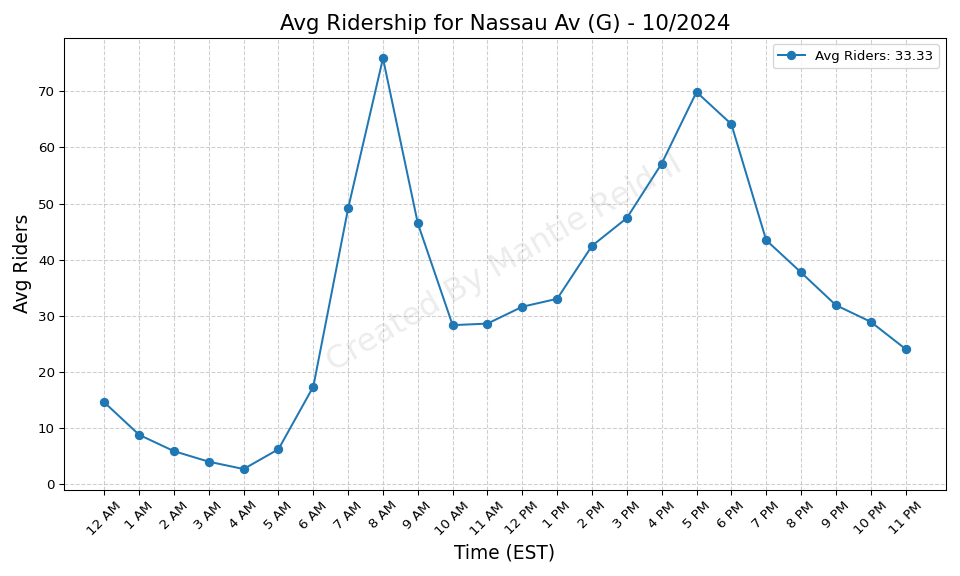 Avg Ridership for Nassau Av (G) - 10/2024
Avg Riders: 33.33
Avg Riders
70
60
50
40
30
20
10
0
Created By Mantle Reid II
12 AM
1 AM
2 AM
3 AM
4 AM
5 AM
6 AM
7 AM
8 AM
9 AM
10 AM
11 AM
12 PM
1 PM
2 PM
3 PM
4 PM
5 PM
6 PM
7 PM
8 PM
9 PM
10 PM
11 PM
Time (EST)